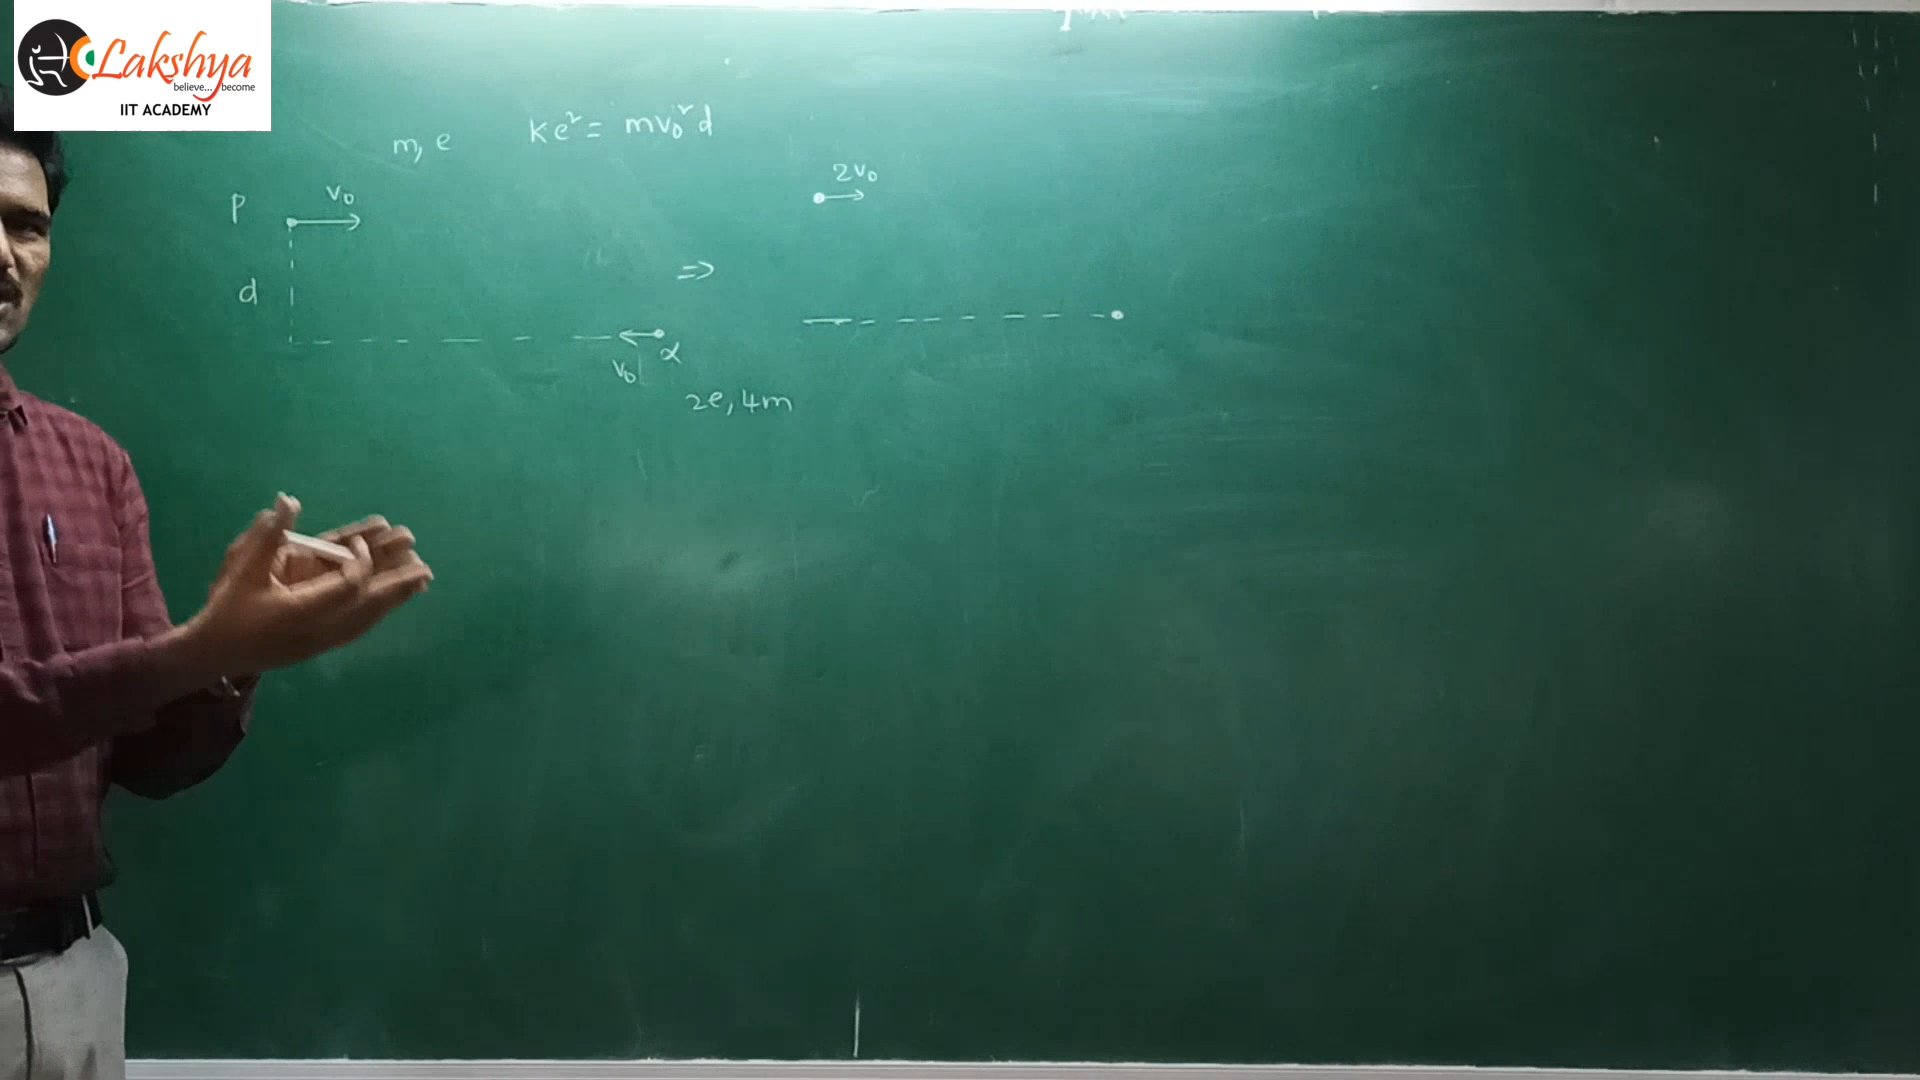 Lakshya
believe... become
IIT ACADEMY
m, e
ke² = mv₀²d
p
v₀
2v₀
d
⇒
v₀
α
2e, 4m